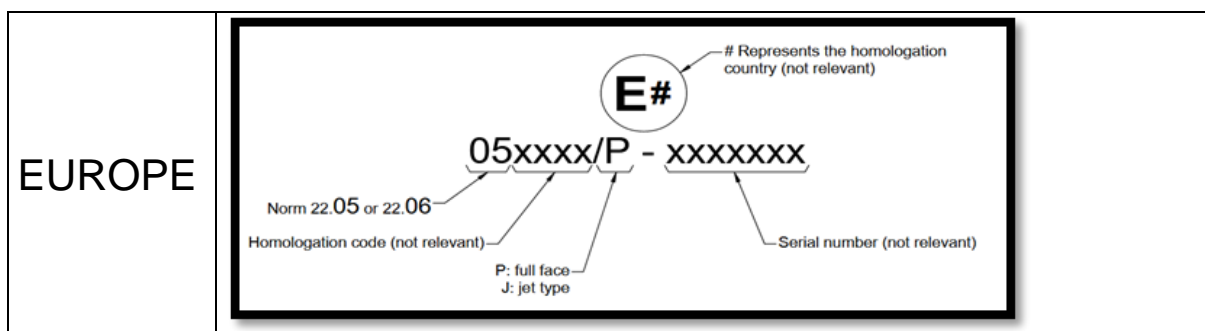 EUROPE
# Represents the homologation
country (not relevant)
E#
05xxxx/P - xxxxxxx
Norm 22.05 or 22.06
Homologation code (not relevant)
Serial number (not relevant)
P: full face
J: jet type